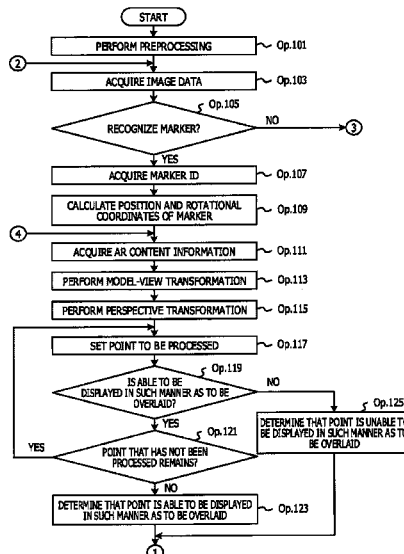 START
PERFORM PREPROCESSING
Op.101
2
ACQUIRE IMAGE DATA
Op.103
Op.105
RECOGNIZE MARKER?
NO
3
YES
ACQUIRE MARKER ID
Op.107
CALCULATE POSITION AND ROTATIONAL
COORDINATES OF MARKER
Op.109
4
ACQUIRE AR CONTENT INFORMATION
Op.111
PERFORM MODEL-VIEW TRANSFORMATION
Op.113
PERFORM PERSPECTIVE TRANSFORMATION
Op.115
SET POINT TO BE PROCESSED
Op.117
Op.119
IS ABLE TO BE
DISPLAYED IN SUCH MANNER AS TO BE
OVERLAID?
NO
YES
Op.125
DETERMINE THAT POINT IS UNABLE TO
BE DISPLAYED IN SUCH MANNER AS TO
BE OVERLAID
Op.121
YES
POINT THAT HAS NOT BEEN
PROCESSED REMAINS?
NO
DETERMINE THAT POINT IS ABLE TO BE DISPLAYED
IN SUCH MANNER AS TO BE OVERLAID
Op.123
1